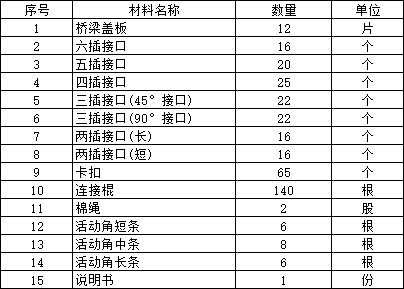 序号 材料名称 数量 单位
1 桥梁盖板 12 片
2 六插接口 16 个
3 五插接口 20 个
4 四插接口 25 个
5 三插接口(45°接口) 22 个
6 三插接口(90°接口) 22 个
7 两插接口(长) 16 个
8 两插接口(短) 16 个
9 卡扣 65 个
10 连接棍 140 根
11 棉绳 2 股
12 活动角短条 6 根
13 活动角中条 8 根
14 活动角长条 6 根
15 说明书 1 份